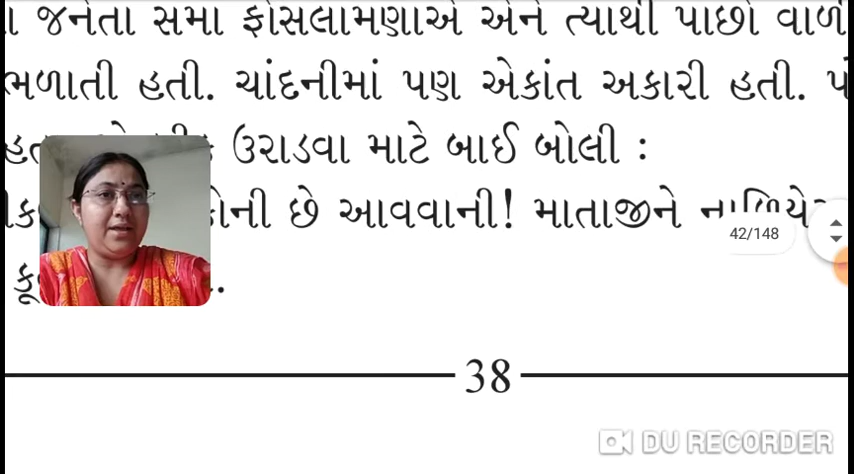 જનેતા સમા ફોસલામણાએ એને ત્યાંથી પાછો વાળ
ભળાતી હતી. ચાંદનીમાં પણ એકાંત અકારી હતી.
ઉરાડવા માટે બાઈ બોલી :
કોની છે આવવાની! માતાજીને
42/148
38
DU RECORDER